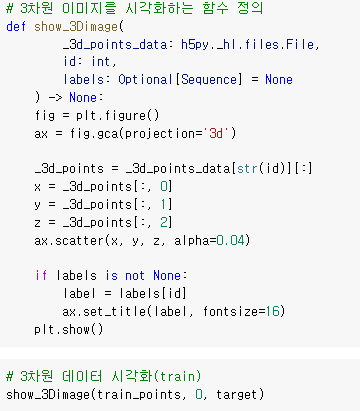 # 3차원 이미지를 시각화하는 함수 정의
def show_3Dimage(
        _3d_points_data: h5py._hl.files.File,
        id: int,
        labels: Optional[Sequence] = None
    ) -> None:
    fig = plt.figure()
    ax = fig.gca(projection='3d')

    _3d_points = _3d_points_data[str(id)][:]
    x = _3d_points[:, 0]
    y = _3d_points[:, 1]
    z = _3d_points[:, 2]
    ax.scatter(x, y, z, alpha=0.04)

    if labels is not None:
        label = labels[id]
        ax.set_title(label, fontsize=16)
    plt.show()

# 3차원 데이터 시각화(train)
show_3Dimage(train_points, 0, target)